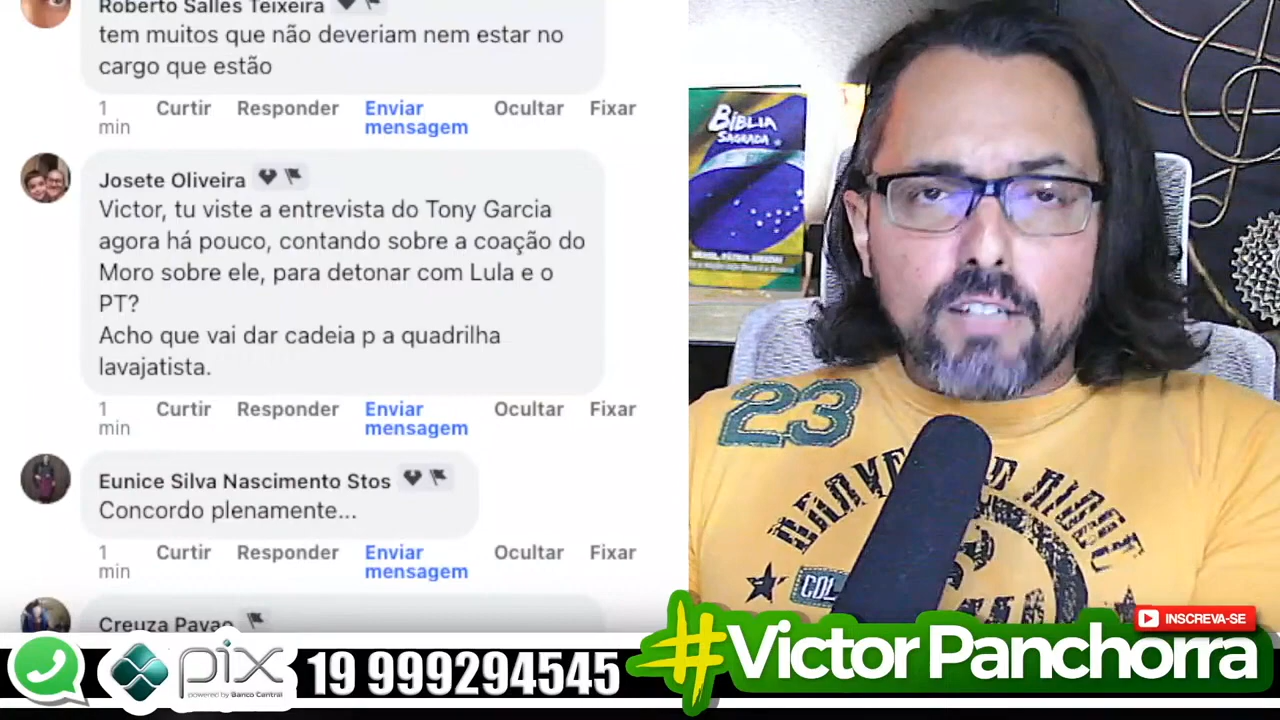 Roberto Salles Teixeira
tem muitos que não deveriam nem estar no
cargo que estão
1 min Curtir Responder Enviar mensagem Ocultar Fixar
Josete Oliveira
Victor, tu viste a entrevista do Tony Garcia
agora há pouco, contando sobre a coação do
Moro sobre ele, para detonar com Lula e o
PT?
Acho que vai dar cadeia p a quadrilha
lavajatista.
1 min Curtir Responder Enviar mensagem Ocultar Fixar
Eunice Silva Nascimento Stos
Concordo plenamente...
1 min Curtir Responder Enviar mensagem Ocultar Fixar
Creuza Pavao
BÍBLIA
SAGRADA
23
COL
pix
powered by Banco Central
19 999294545
#Victor Panchorra
INSCREVA-SE